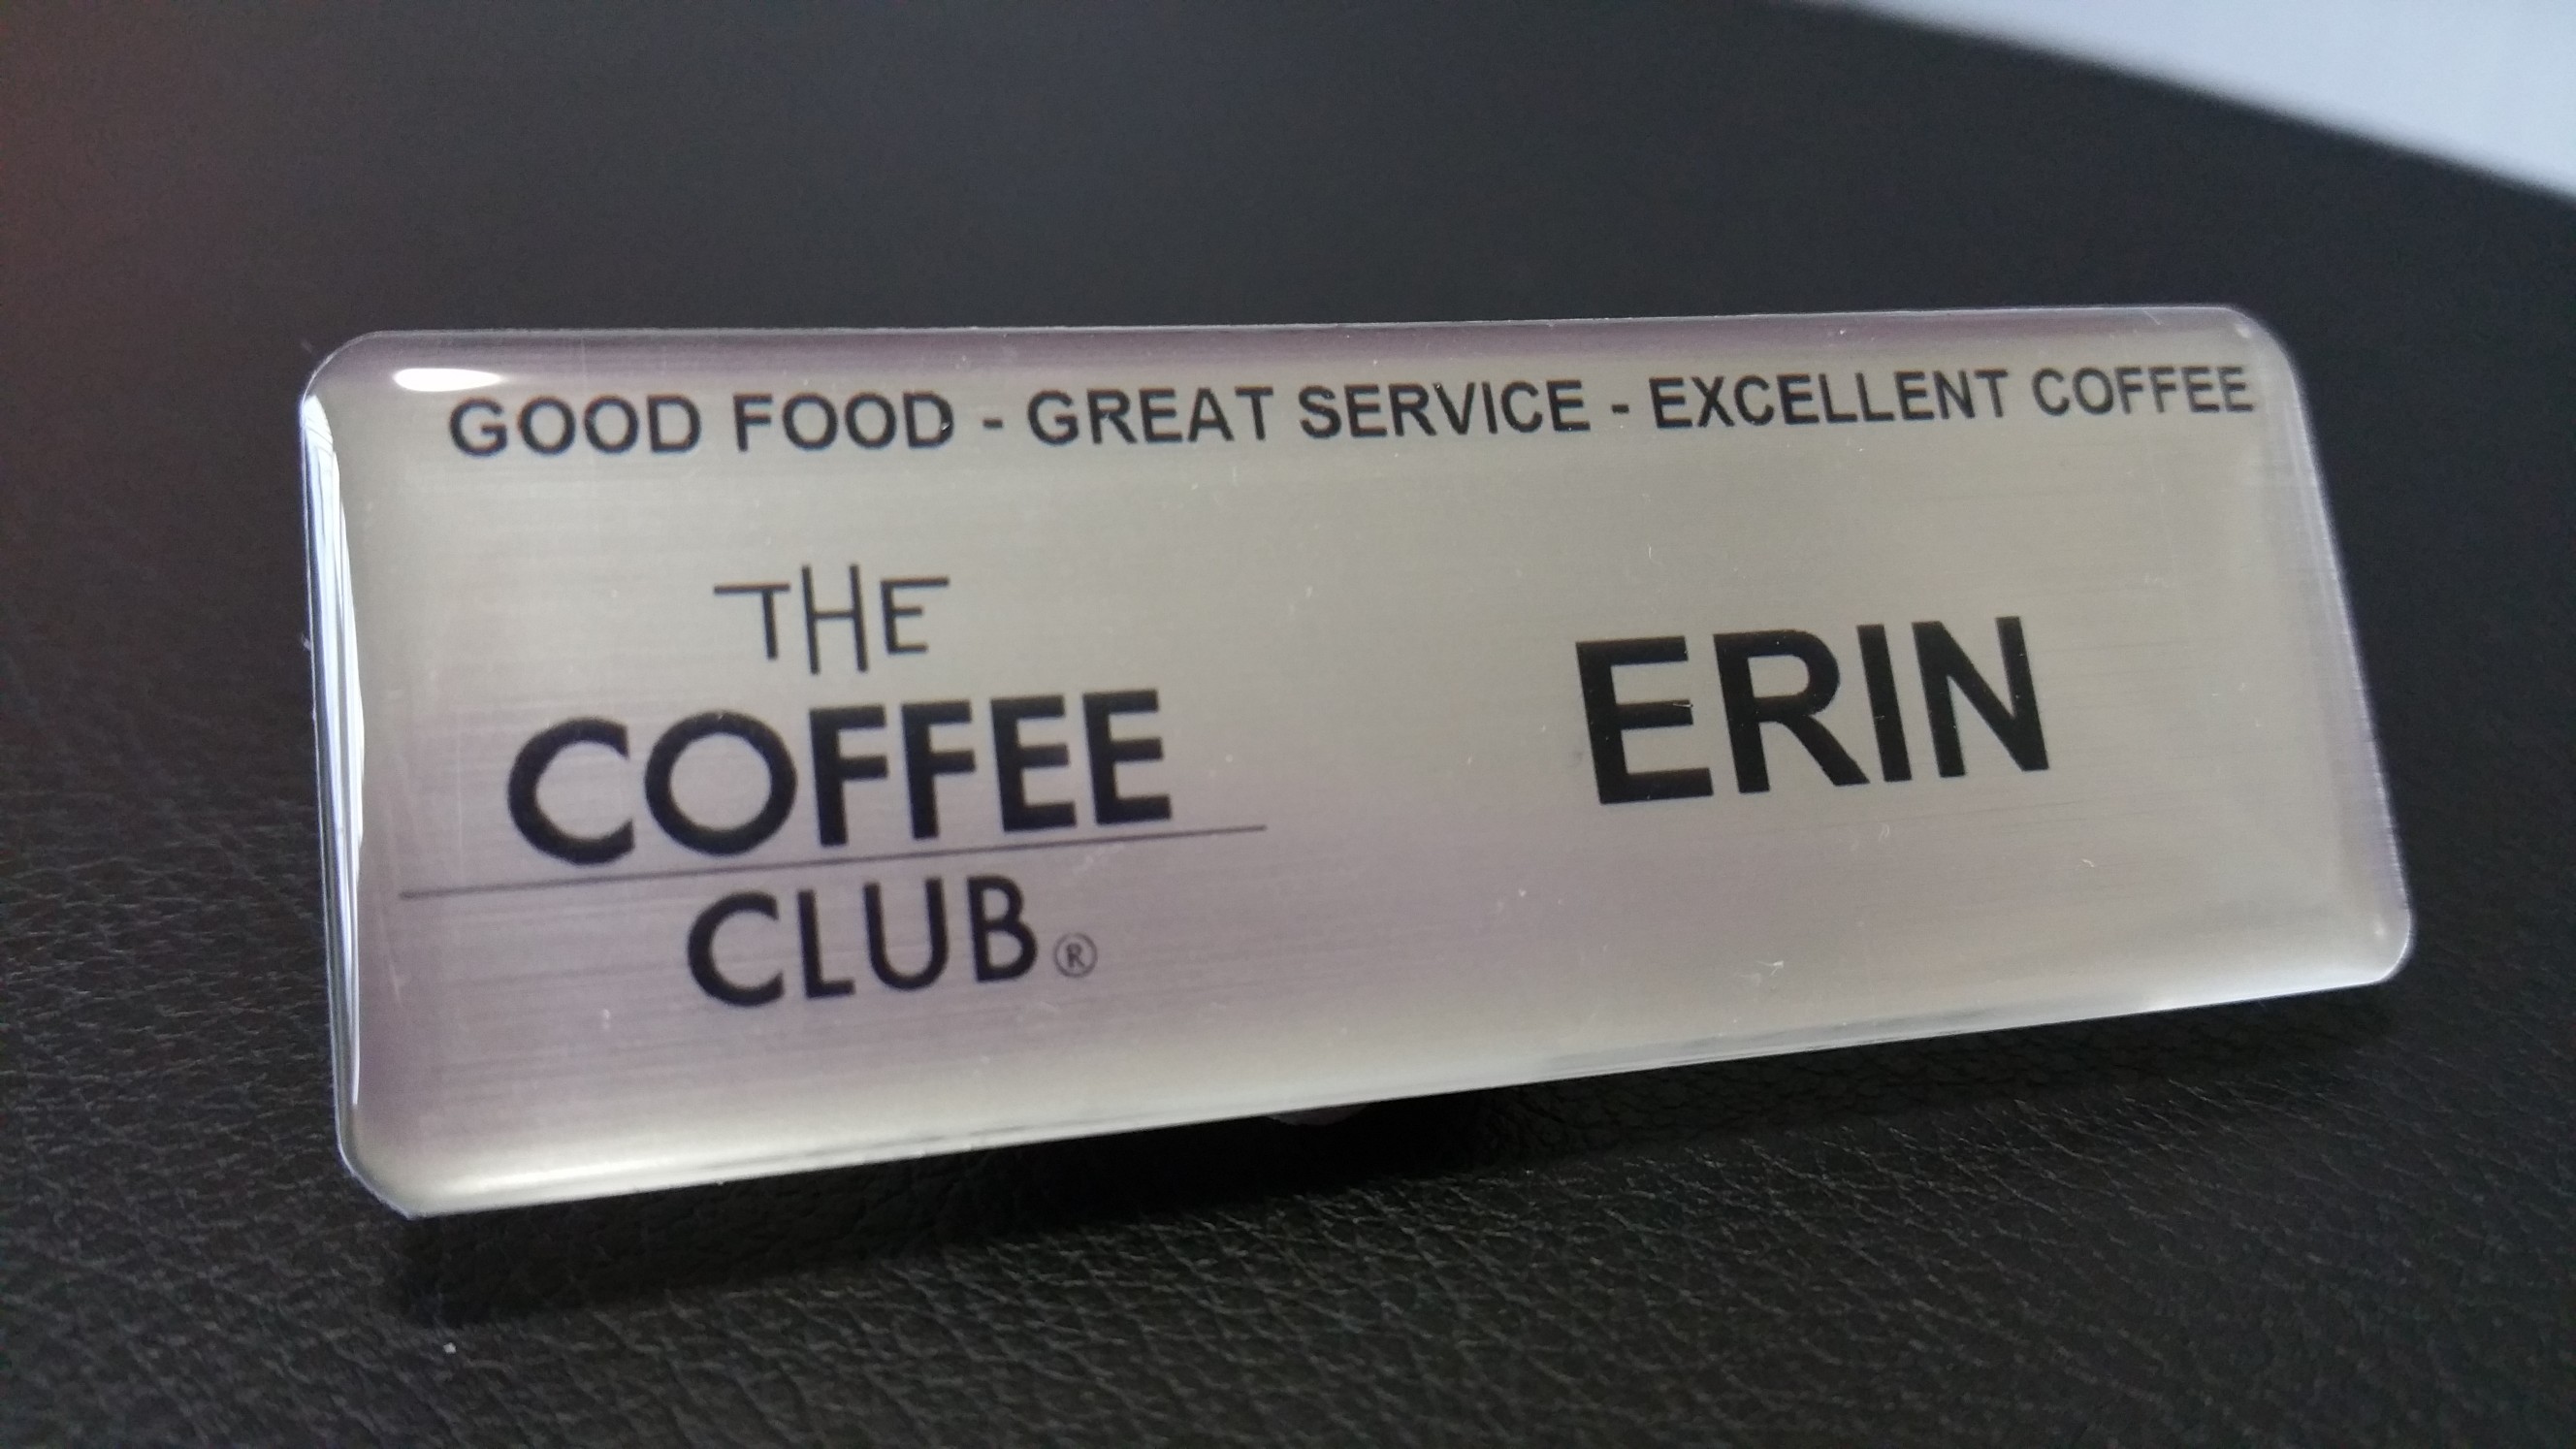 GOOD FOOD - GREAT SERVICE - EXCELLENT COFFEE
THE
COFFEE
CLUB®
ERIN